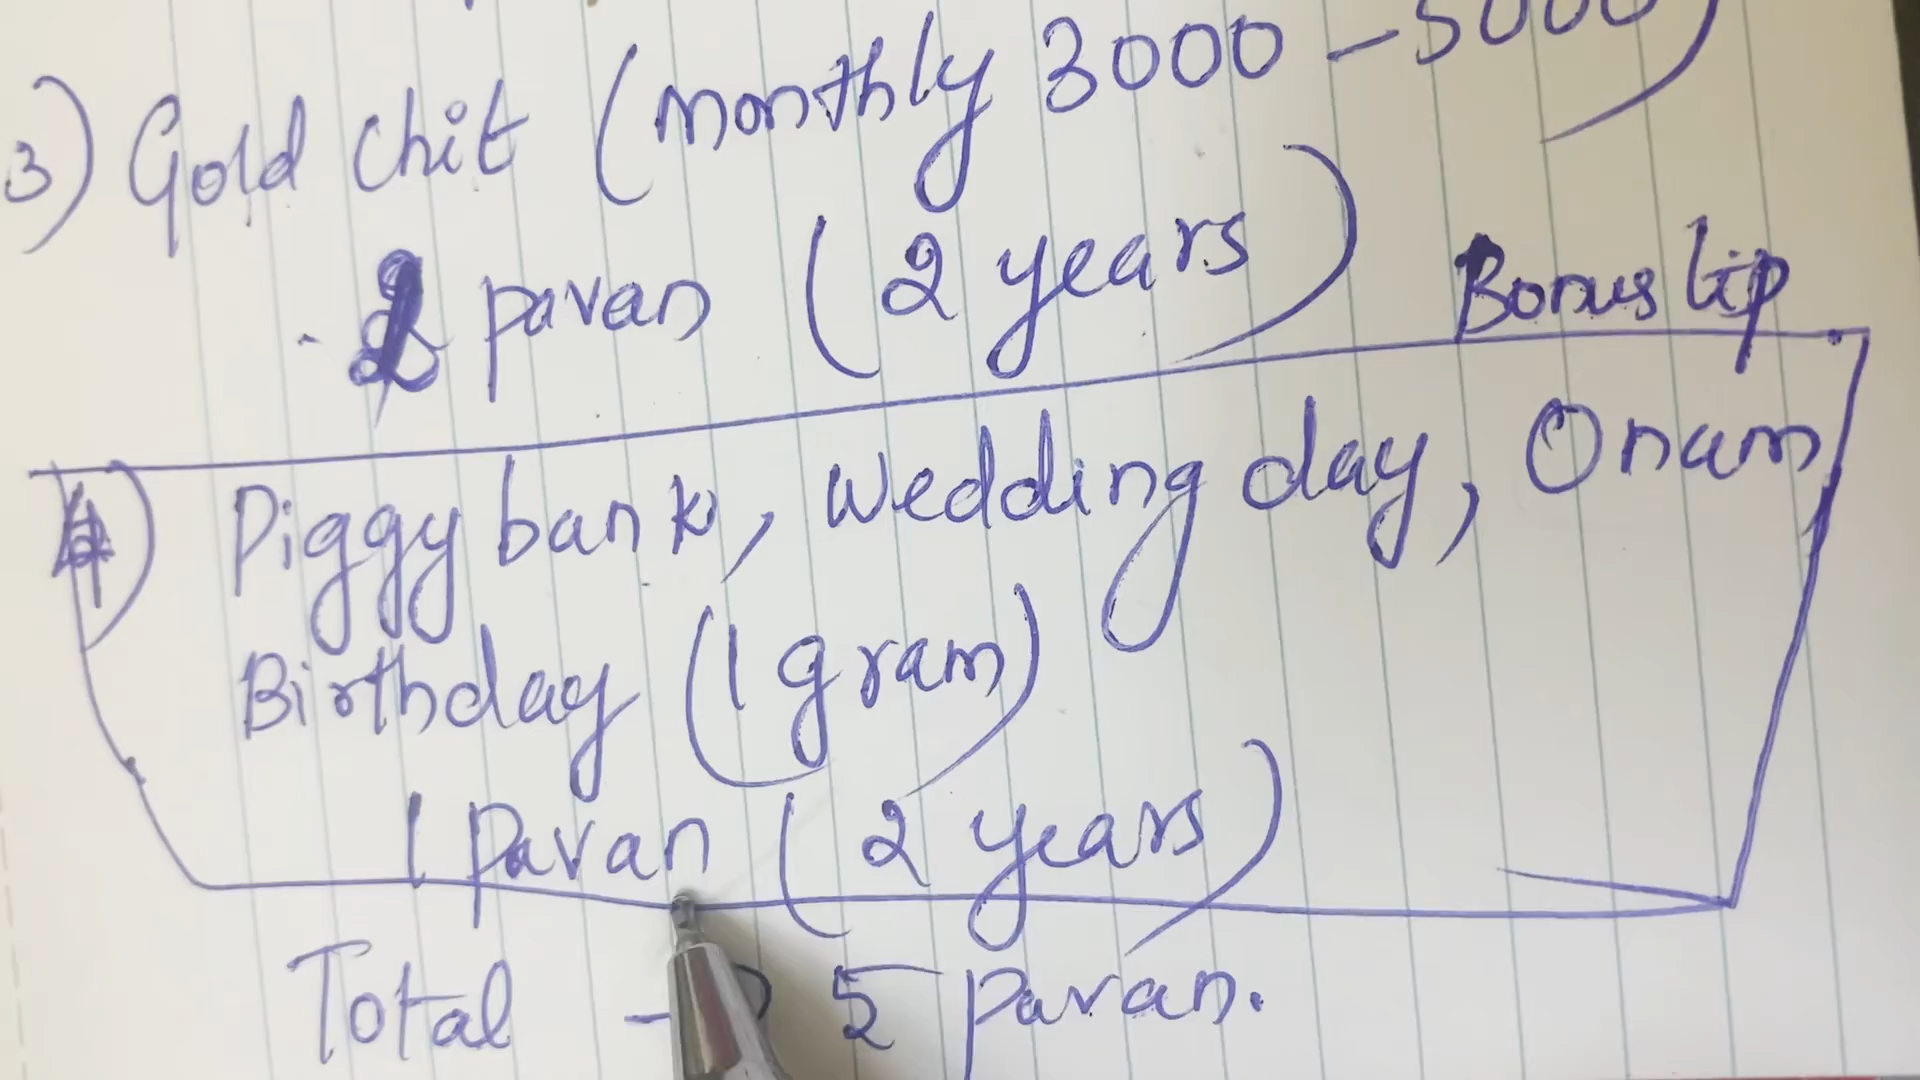 3) Gold chit (monthly 3000 - 5000)
2 pavan (2 years)
Bonus tip
4) Piggy bank, wedding day, Onam
Birthday (1 gram)
1 Pavan (2 years)
Total - 5 Pavan.